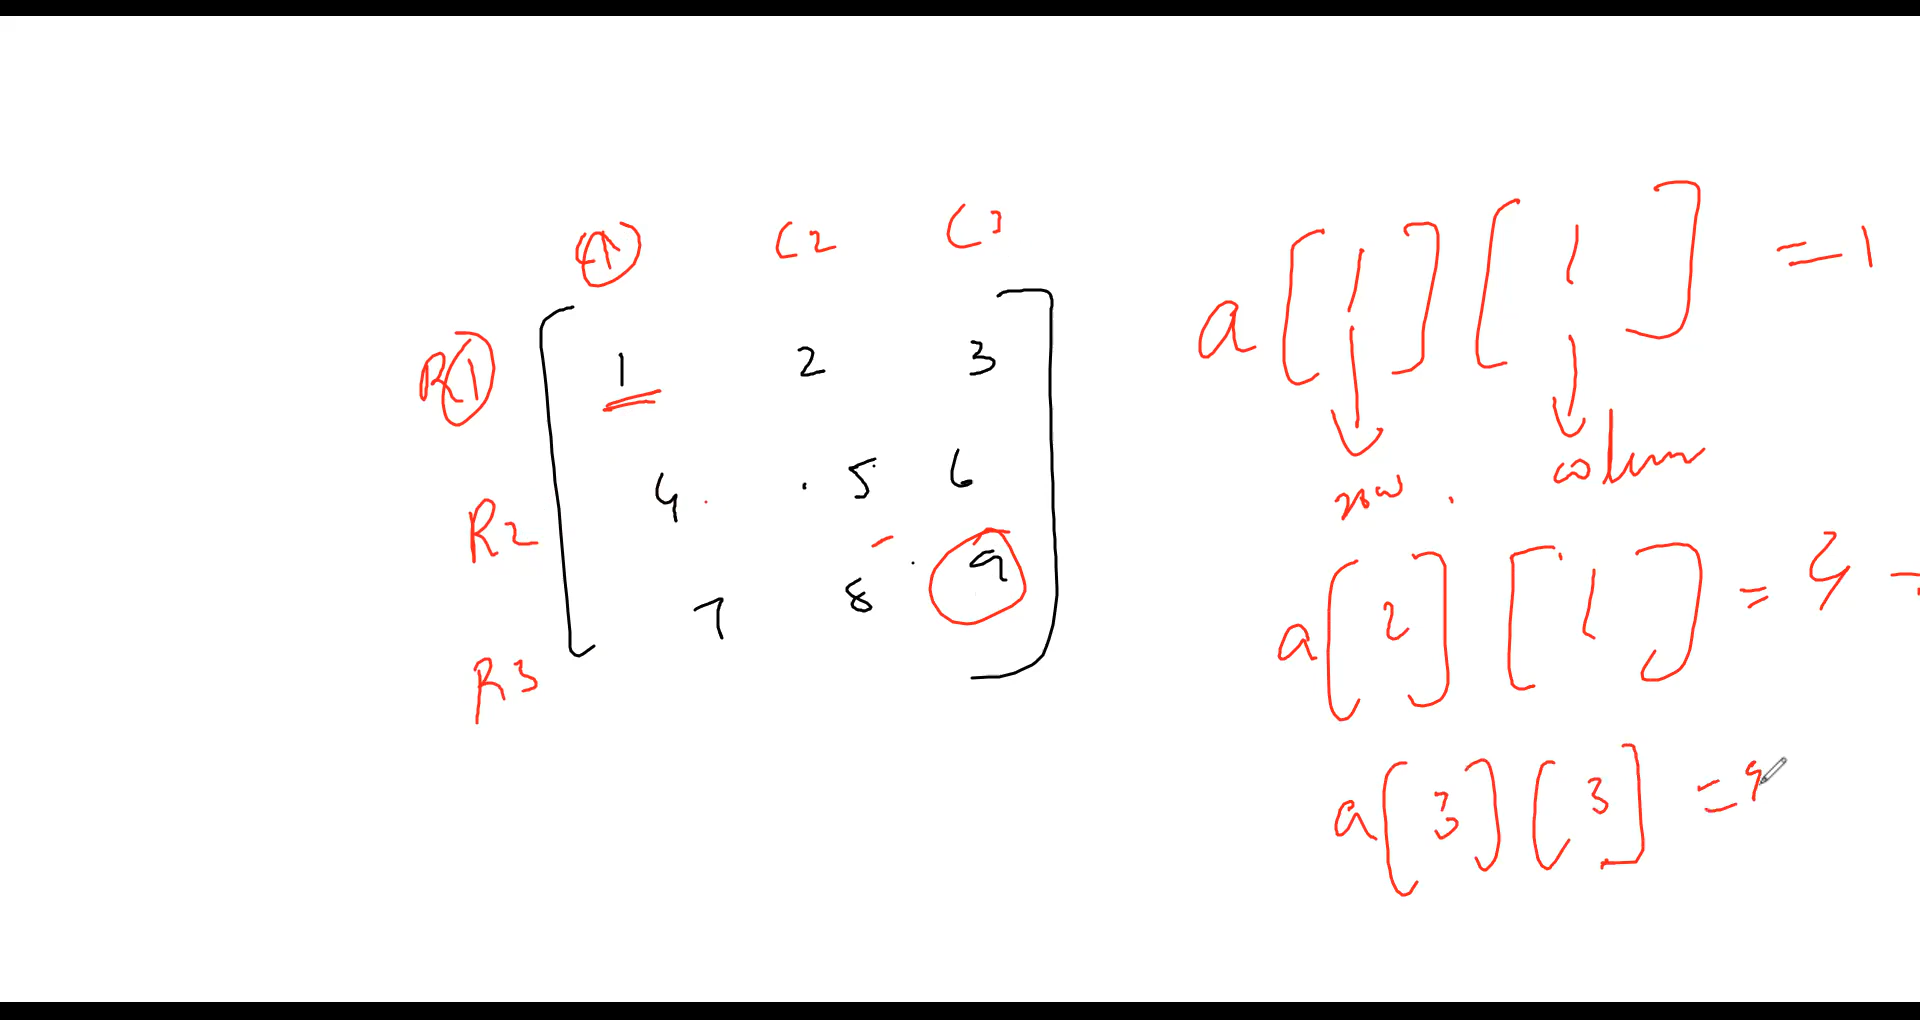 C1 C2 C3
R1 1 2 3
R2 4 5 6
R3 7 8 9
a[1][1] = 1
row column
a[2][1] = 4
a[3][3] = 9